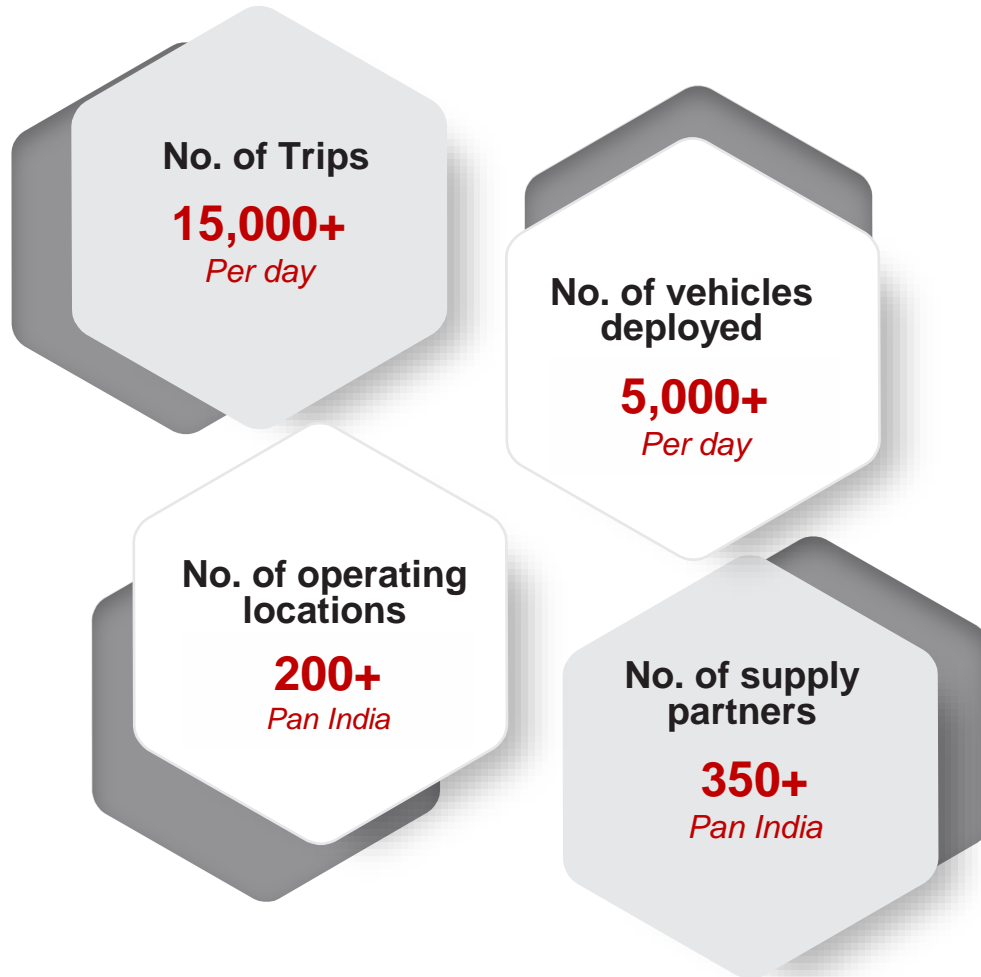 No. of Trips
15,000+
Per day
No. of vehicles
deployed
5,000+
Per day
No. of operating
locations
200+
Pan India
No. of supply
partners
350+
Pan India